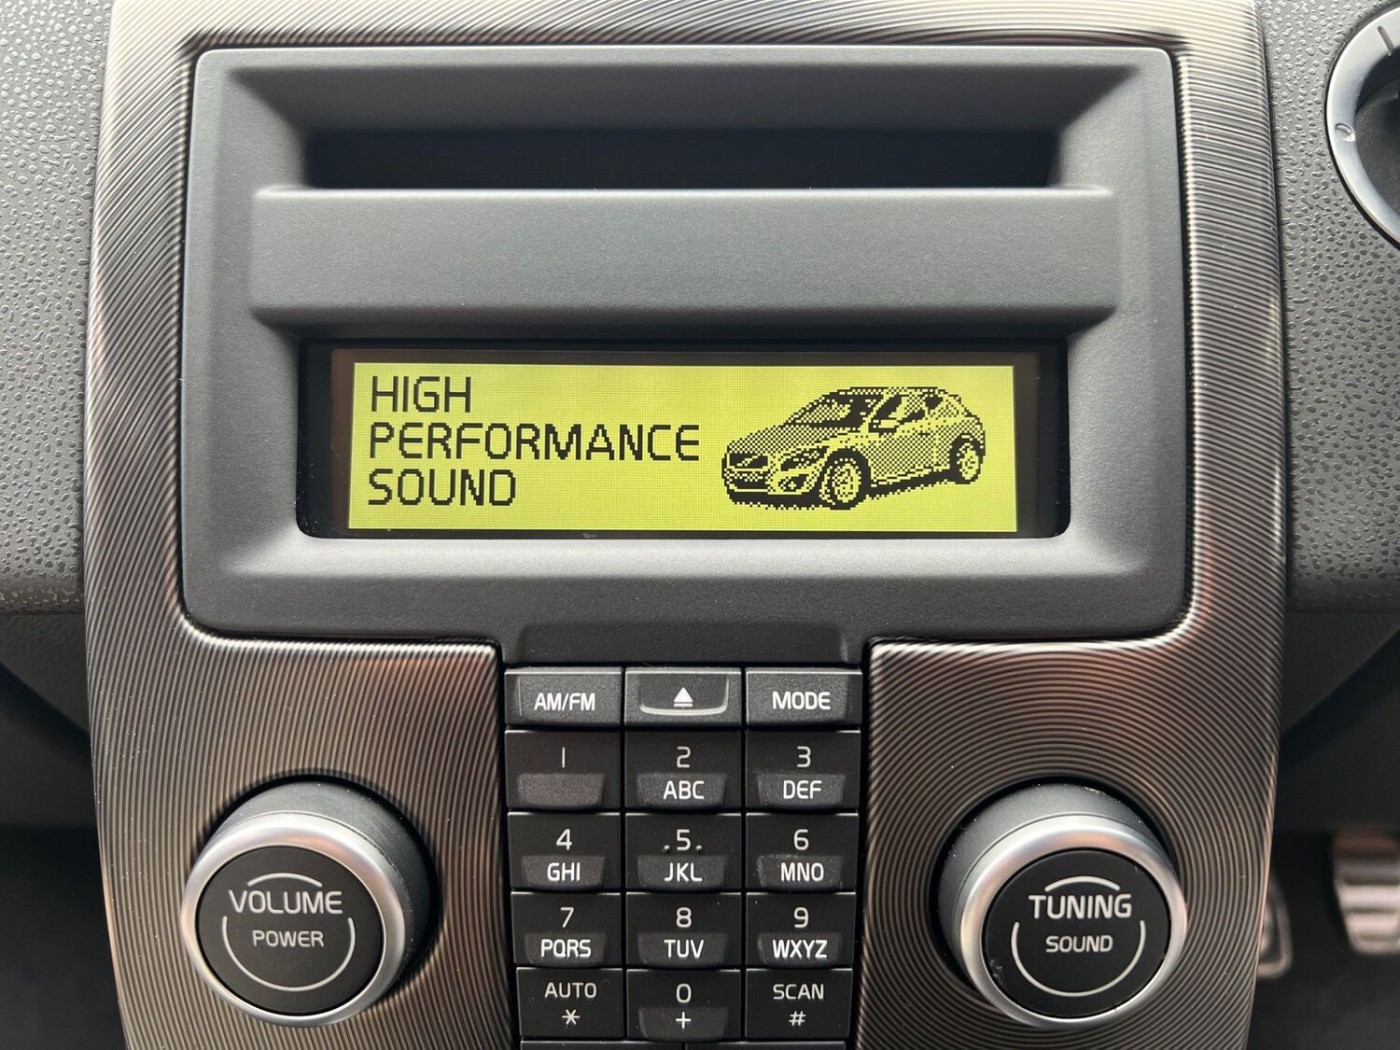 HIGH
PERFORMANCE
SOUND
AM/FM
MODE
1
2
3
ABC
DEF
4
.5.
6
GHI
JKL
MNO
7
8
9
PQRS
TUV
WXYZ
AUTO
0
SCAN
*
+
#
VOLUME
POWER
TUNING
SOUND